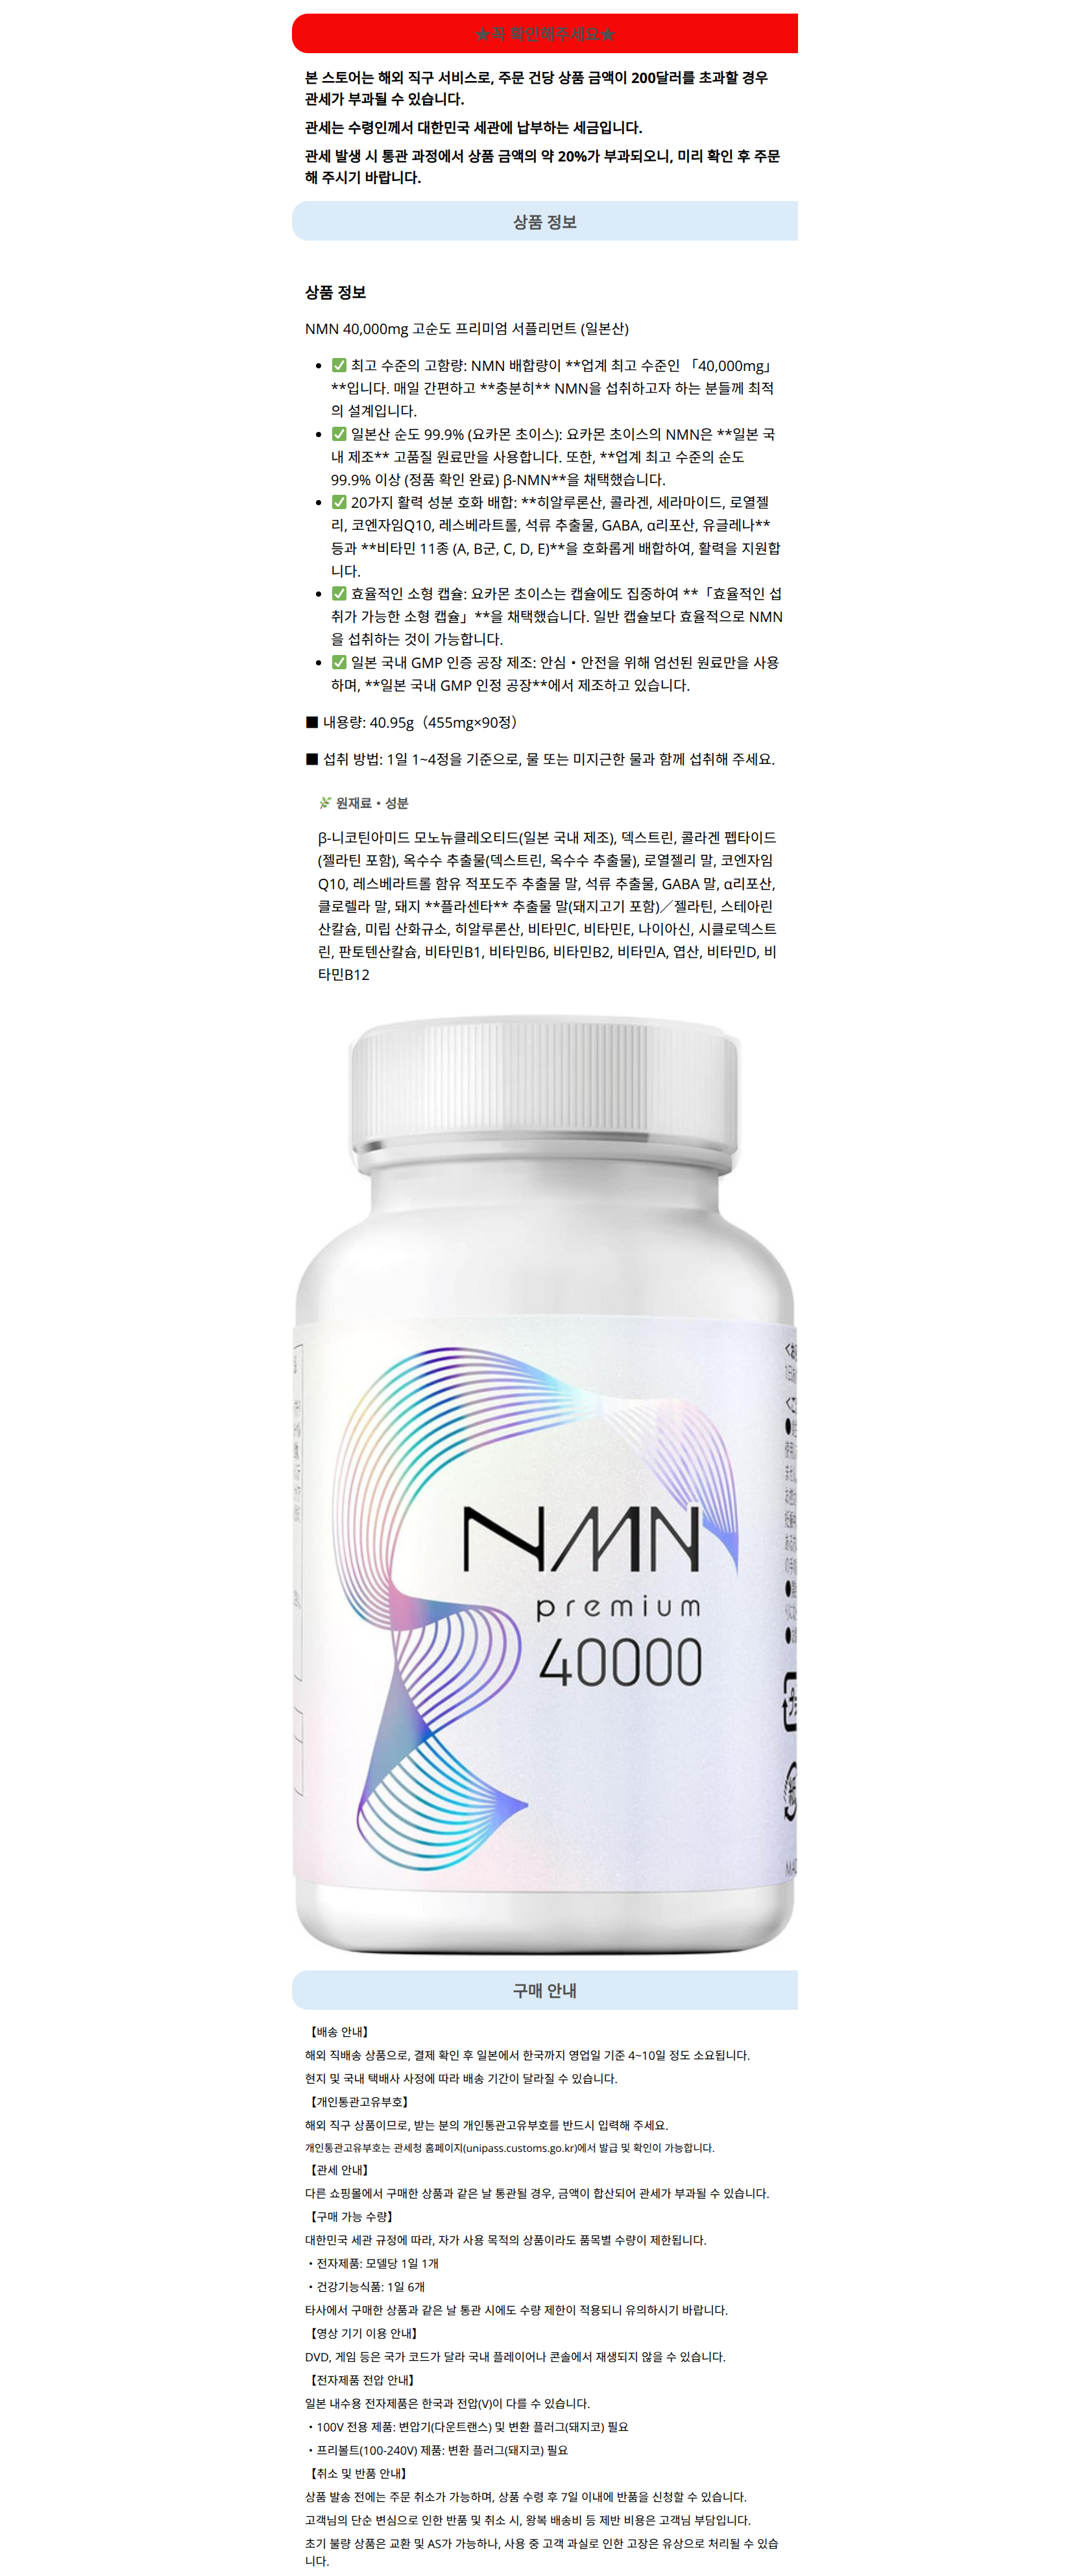 ★꼭 확인해주세요★
본 스토어는 해외 직구 서비스로, 주문 건당 상품 금액이 200달러를 초과할 경우
관세가 부과될 수 있습니다.
관세는 수령인께서 대한민국 세관에 납부하는 세금입니다.
관세 발생 시 통관 과정에서 상품 금액의 약 20%가 부과되오니, 미리 확인 후 주문
해 주시기 바랍니다.
상품 정보
상품 정보
NMN 40,000mg 고순도 프리미엄 서플리먼트 (일본산)
• ✅ 최고 수준의 고함량: NMN 배합량이 **업계 최고 수준인 「40,000mg」
**입니다. 매일 간편하고 **충분히** NMN을 섭취하고자 하는 분들께 최적
의 설계입니다.
• ✅ 일본산 순도 99.9% (요카몬 초이스): 요카몬 초이스의 NMN은 **일본 국
내 제조** 고품질 원료만을 사용합니다. 또한, **업계 최고 수준의 순도
99.9% 이상 (정품 확인 완료) β-NMN**을 채택했습니다.
• ✅ 20가지 활력 성분 호화 배합: **히알루론산, 콜라겐, 세라마이드, 로열젤
리, 코엔자임Q10, 레스베라트롤, 석류 추출물, GABA, α리포산, 유글레나**
등과 **비타민 11종 (A, B군, C, D, E)**을 호화롭게 배합하여, 활력을 지원합
니다.
• ✅ 효율적인 소형 캡슐: 요카몬 초이스는 캡슐에도 집중하여 **「효율적인 섭
취가 가능한 소형 캡슐」**을 채택했습니다. 일반 캡슐보다 효율적으로 NMN
을 섭취하는 것이 가능합니다.
• ✅ 일본 국내 GMP 인증 공장 제조: 안심・안전을 위해 엄선된 원료만을 사용
하며, **일본 국내 GMP 인정 공장**에서 제조하고 있습니다.
■ 내용량: 40.95g（455mg×90정）
■ 섭취 방법: 1일 1~4정을 기준으로, 물 또는 미지근한 물과 함께 섭취해 주세요.
🌿 원재료・성분
β-니코틴아미드 모노뉴클레오티드(일본 국내 제조), 덱스트린, 콜라겐 펩타이드
(젤라틴 포함), 옥수수 추출물(덱스트린, 옥수수 추출물), 로열젤리 말, 코엔자임
Q10, 레스베라트롤 함유 적포도주 추출물 말, 석류 추출물, GABA 말, α리포산,
클로렐라 말, 돼지 **플라센타** 추출물 말(돼지고기 포함)／젤라틴, 스테아린
산칼슘, 미립 산화규소, 히알루론산, 비타민C, 비타민E, 나이아신, 시클로덱스트
린, 판토텐산칼슘, 비타민B1, 비타민B6, 비타민B2, 비타민A, 엽산, 비타민D, 비
타민B12
NMN
premium
40000
구매 안내
【배송 안내】
해외 직배송 상품으로, 결제 확인 후 일본에서 한국까지 영업일 기준 4~10일 정도 소요됩니다.
현지 및 국내 택배사 사정에 따라 배송 기간이 달라질 수 있습니다.
【개인통관고유부호】
해외 직구 상품이므로, 받는 분의 개인통관고유부호를 반드시 입력해 주세요.
개인통관고유부호는 관세청 홈페이지(unipass.customs.go.kr)에서 발급 및 확인이 가능합니다.
【관세 안내】
다른 쇼핑몰에서 구매한 상품과 같은 날 통관될 경우, 금액이 합산되어 관세가 부과될 수 있습니다.
【구매 가능 수량】
대한민국 세관 규정에 따라, 자가 사용 목적의 상품이라도 품목별 수량이 제한됩니다.
・전자제품: 모델당 1일 1개
・건강기능식품: 1일 6개
타사에서 구매한 상품과 같은 날 통관 시에도 수량 제한이 적용되니 유의하시기 바랍니다.
【영상 기기 이용 안내】
DVD, 게임 등은 국가 코드가 달라 국내 플레이어나 콘솔에서 재생되지 않을 수 있습니다.
【전자제품 전압 안내】
일본 내수용 전자제품은 한국과 전압(V)이 다를 수 있습니다.
・100V 전용 제품: 변압기(다운트랜스) 및 변환 플러그(돼지코) 필요
・프리볼트(100-240V) 제품: 변환 플러그(돼지코) 필요
【취소 및 반품 안내】
상품 발송 전에는 주문 취소가 가능하며, 상품 수령 후 7일 이내에 반품을 신청할 수 있습니다.
고객님의 단순 변심으로 인한 반품 및 취소 시, 왕복 배송비 등 제반 비용은 고객님 부담입니다.
초기 불량 상품은 교환 및 AS가 가능하나, 사용 중 고객 과실로 인한 고장은 유상으로 처리될 수 있습
니다.